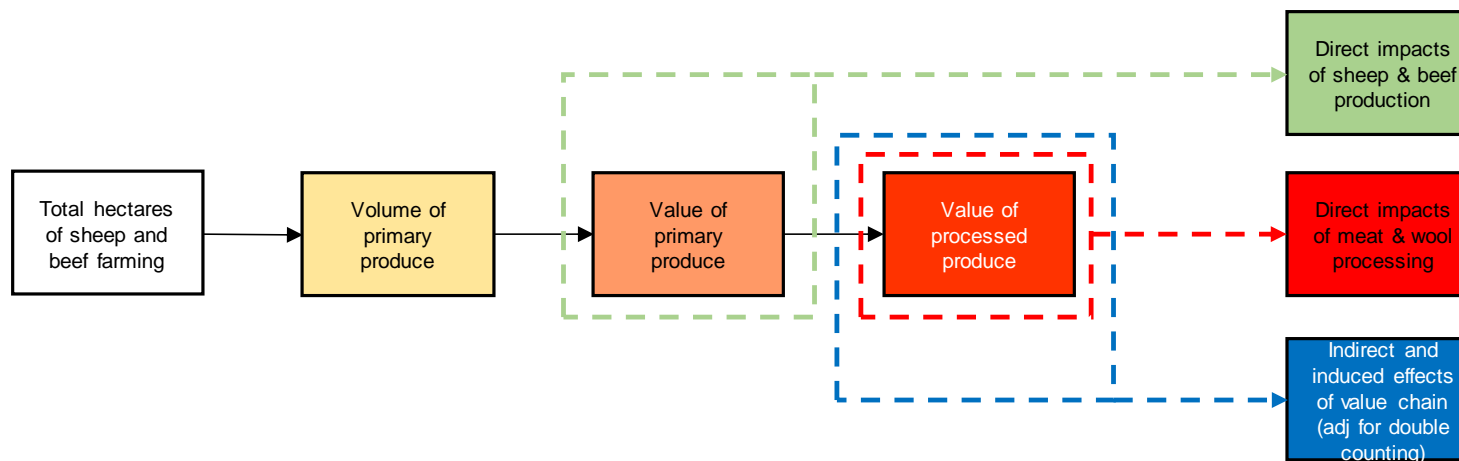 Direct impacts
of sheep & beef
production
Total hectares
of sheep and
beef farming
Volume of
primary
produce
Value of
primary
produce
Value of
processed
produce
Direct impacts
of meat & wool
processing
Indirect and
induced effects
of value chain
(adj for double
counting)